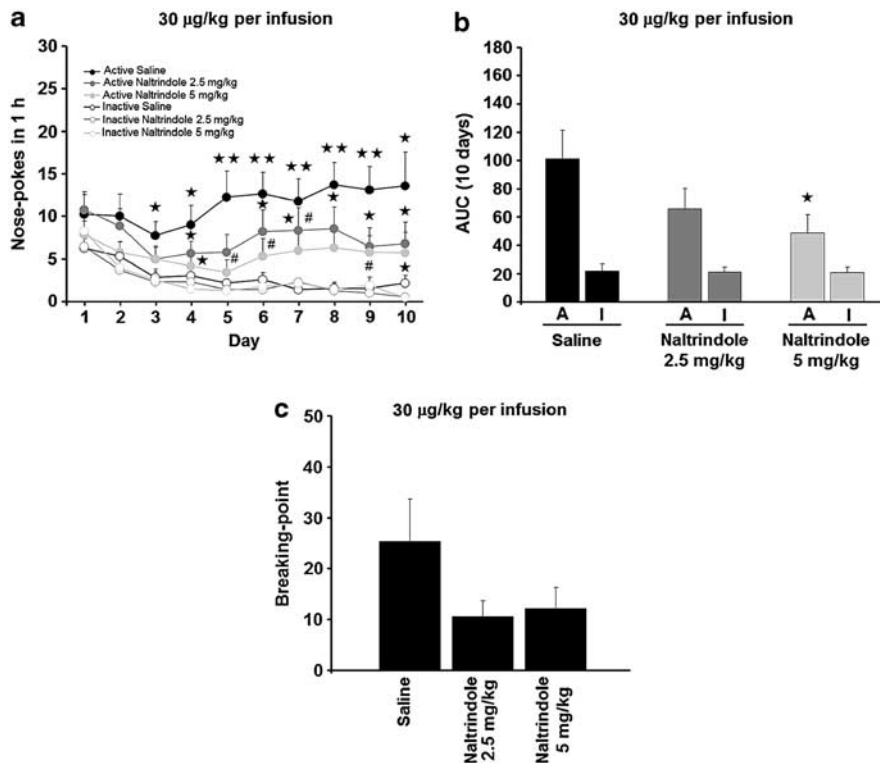 a
30 µg/kg per infusion
30
25
20
15
10
5
0
Nose-pokes in 1 h
Active Saline
Active Naltrindole 2.5 mg/kg
Active Naltrindole 5 mg/kg
Inactive Saline
Inactive Naltrindole 2.5 mg/kg
Inactive Naltrindole 5 mg/kg
★ ★ ★★ ★★ ★★ ★★ ★★ ★
★ ★ ★ ★ ★ ★
★ # # # # ★
1 2 3 4 5 6 7 8 9 10
Day
b
30 µg/kg per infusion
180
160
140
120
100
80
60
40
20
0
AUC (10 days)
★
A I A I A I
Saline
Naltrindole
2.5 mg/kg
Naltrindole
5 mg/kg
c
30 µg/kg per infusion
50
40
30
20
10
0
Breaking-point
Saline
Naltrindole
2.5 mg/kg
Naltrindole
5 mg/kg